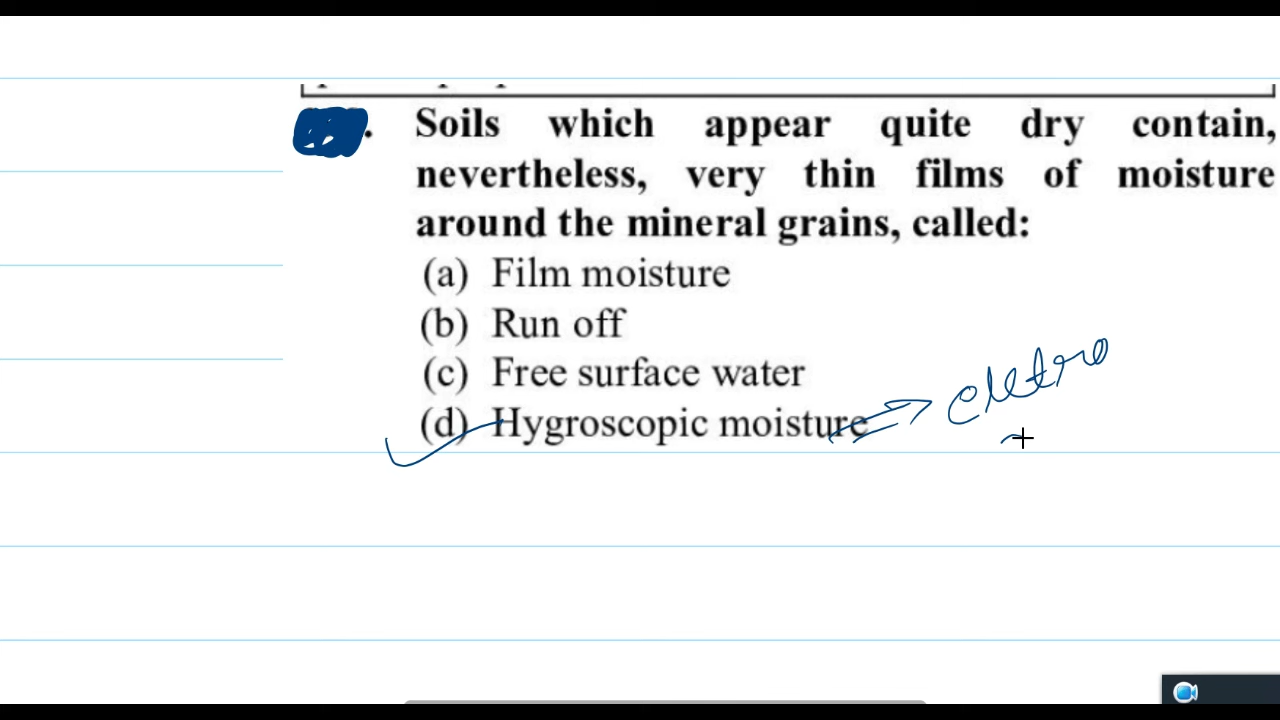 Soils which appear quite dry contain,
nevertheless, very thin films of moisture
around the mineral grains, called:
(a) Film moisture
(b) Run off
(c) Free surface water
(d) Hygroscopic moisture
eletro